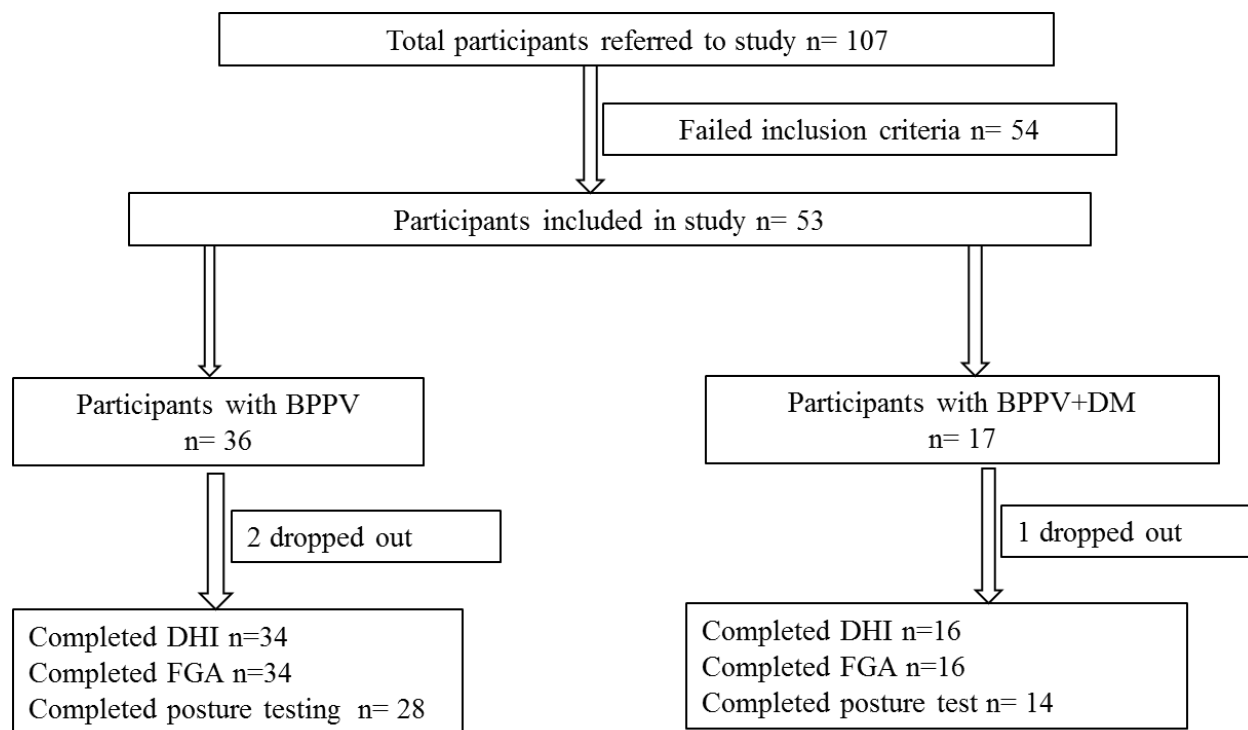 Total participants referred to study n= 107
Failed inclusion criteria n= 54
Participants included in study n= 53
Participants with BPPV
n= 36
Participants with BPPV+DM
n= 17
2 dropped out
1 dropped out
Completed DHI n=34
Completed FGA n=34
Completed posture testing n= 28
Completed DHI n=16
Completed FGA n=16
Completed posture test n= 14